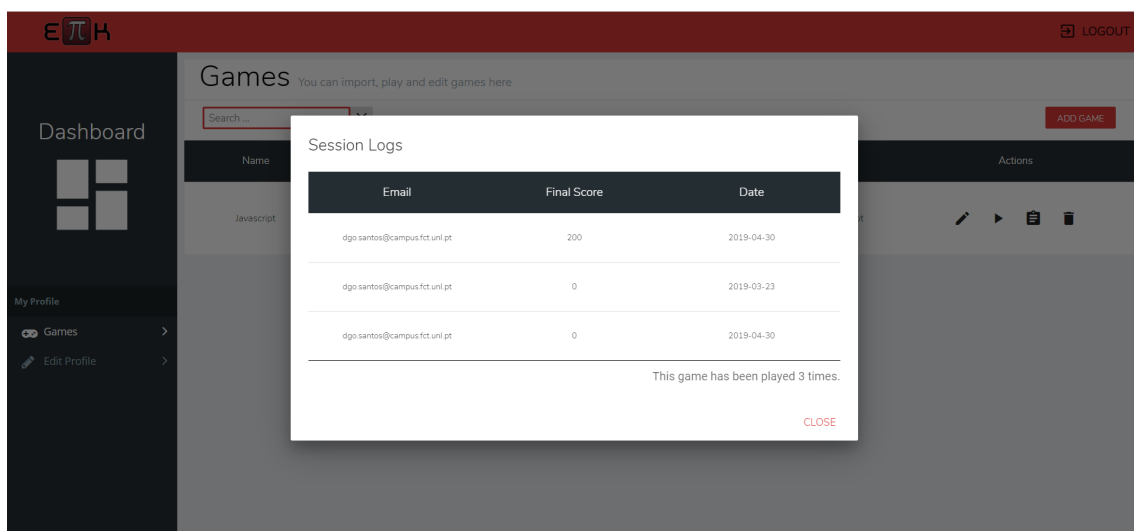 επK
LOGOUT
Games You can import, play and edit games here
Search ...
ADD GAME
Dashboard
Name
Actions
Javascript
Session Logs
Email Final Score Date
dgo.santos@campus.fct.unl.pt 200 2019-04-30
dgo.santos@campus.fct.unl.pt 0 2019-03-23
dgo.santos@campus.fct.unl.pt 0 2019-04-30
This game has been played 3 times.
CLOSE
My Profile
Games
Edit Profile